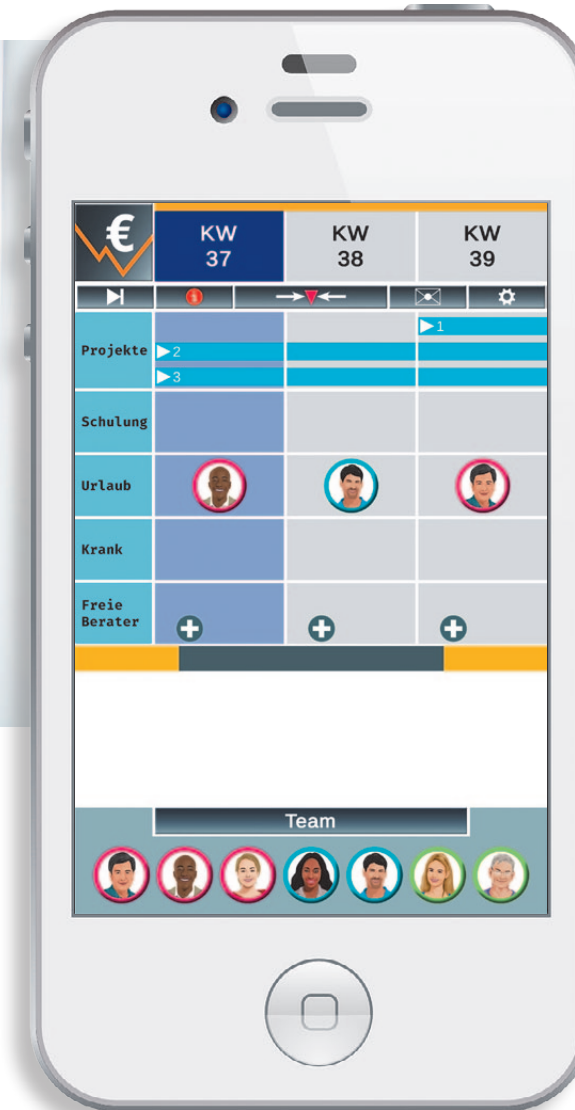 €
KW
37
KW
38
KW
39
1
Projekte
2
3
Schulung
Urlaub
Krank
Freie
Berater
Team